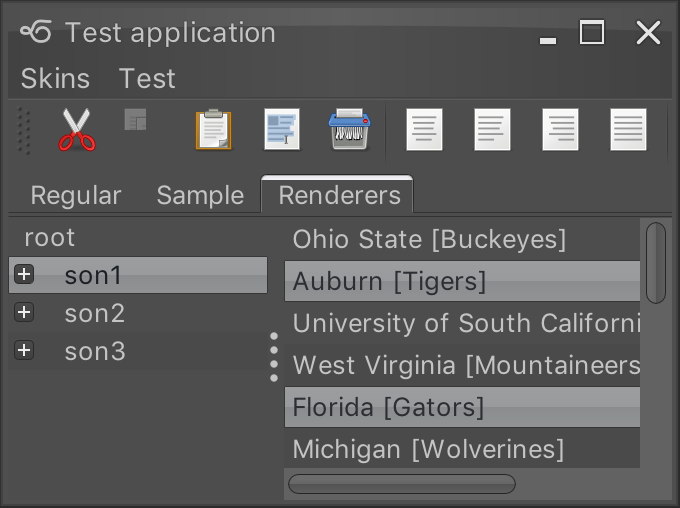 Test application
Skins Test
Regular Sample Renderers
root
son1
son2
son3
Ohio State [Buckeyes]
Auburn [Tigers]
University of South Californi
West Virginia [Mountaineers
Florida [Gators]
Michigan [Wolverines]